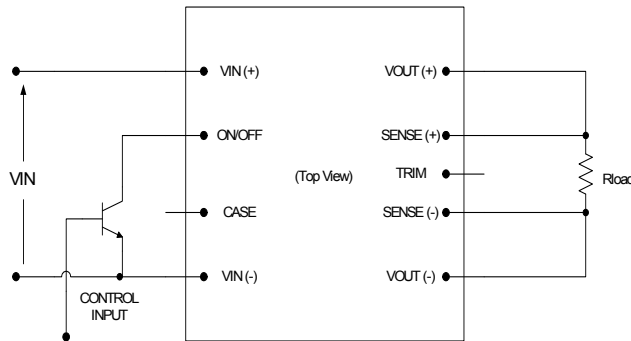 VIN (+)
VOUT (+)
ON/OFF
SENSE (+)
VIN
(Top View)
TRIM
Rload
CASE
SENSE (-)
VIN (-)
VOUT (-)
CONTROL
INPUT